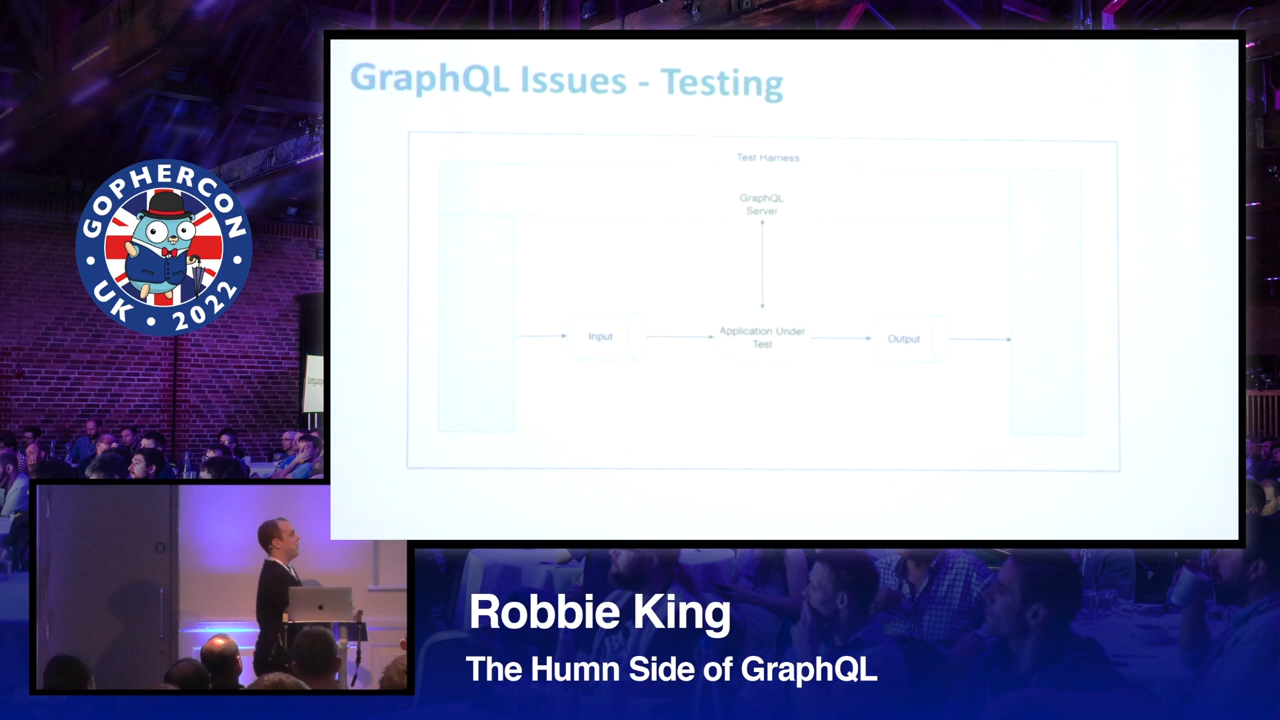 GraphQL Issues - Testing
Test Harness
GraphQL
Server
Input
Application Under
Test
Output
GOPHERCON
UK • 2022
language
Robbie King
The Humn Side of GraphQL